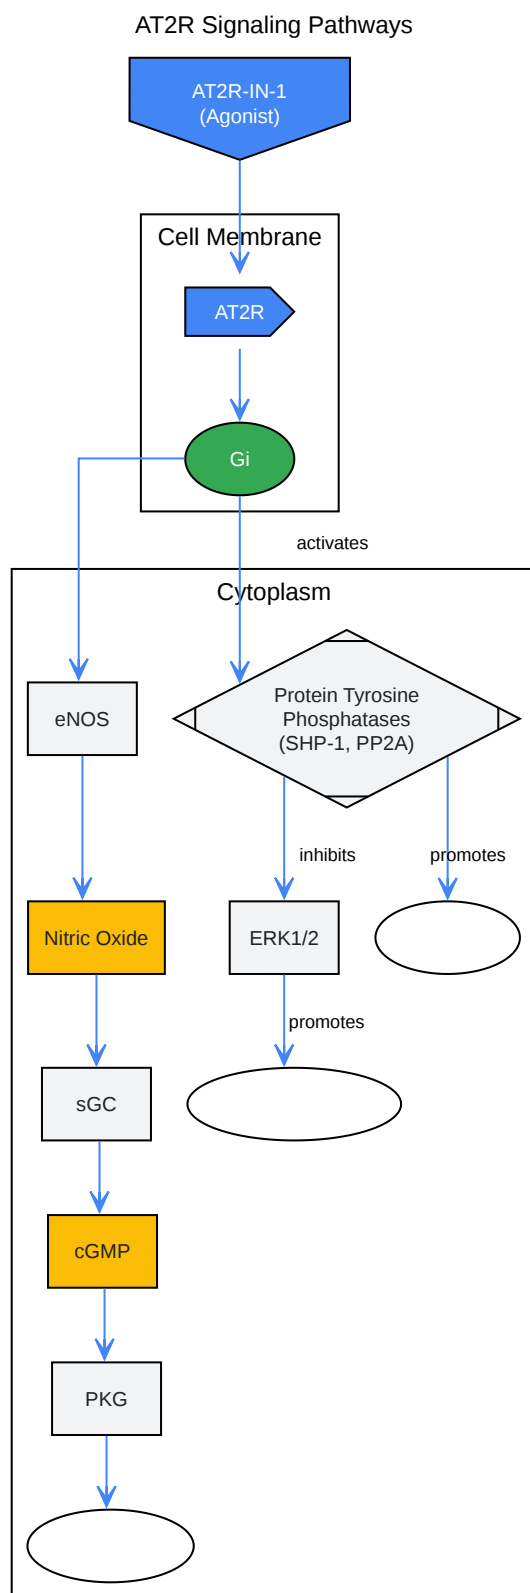 AT2R Signaling Pathways
AT2R-IN-1
(Agonist)
Cell Membrane
AT2R
Gi
activates
Cytoplasm
eNOS
Protein Tyrosine
Phosphatases
(SHP-1, PP2A)
inhibits
promotes
Nitric Oxide
ERK1/2
promotes
sGC
cGMP
PKG